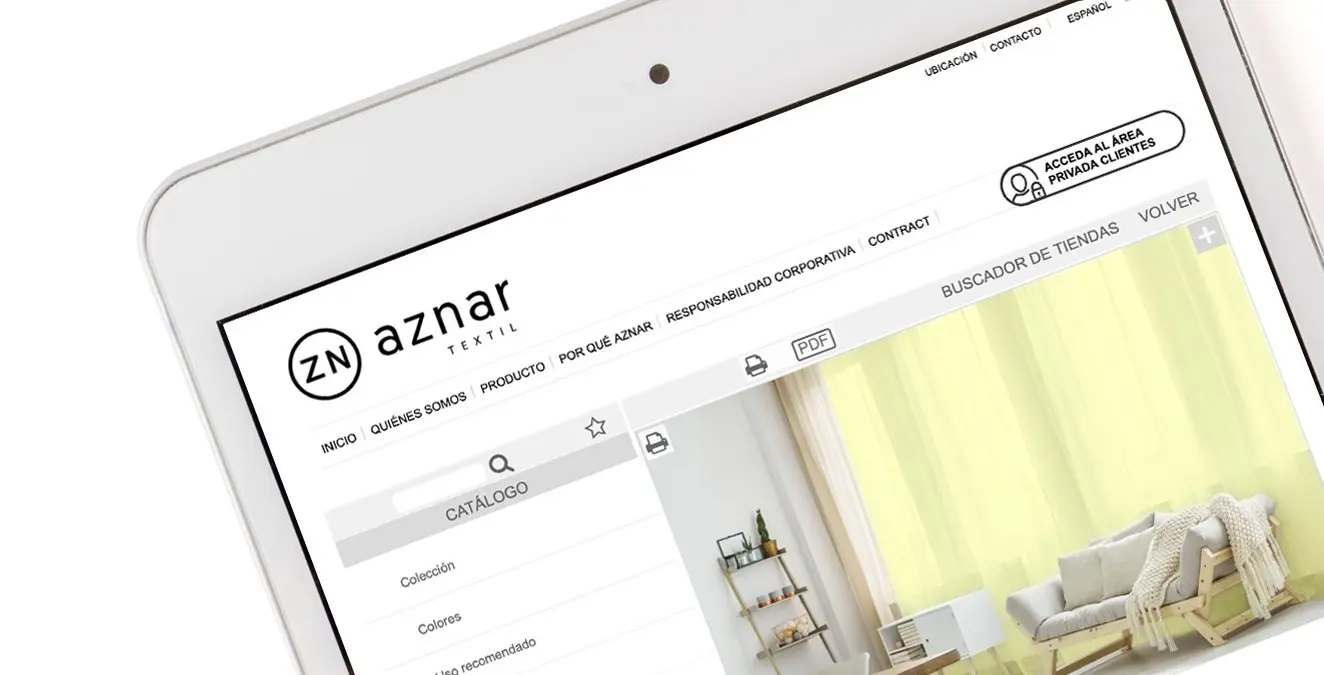 UBICACIÓN CONTACTO ESPAÑOL
ACCEDA AL ÁREA
PRIVADA CLIENTES
ZN aznar
TEXTIL
INICIO QUIÉNES SOMOS PRODUCTO POR QUÉ AZNAR RESPONSABILIDAD CORPORATIVA CONTRACT
PDF BUSCADOR DE TIENDAS VOLVER
CATÁLOGO
Colección
Colores
Uso recomendado